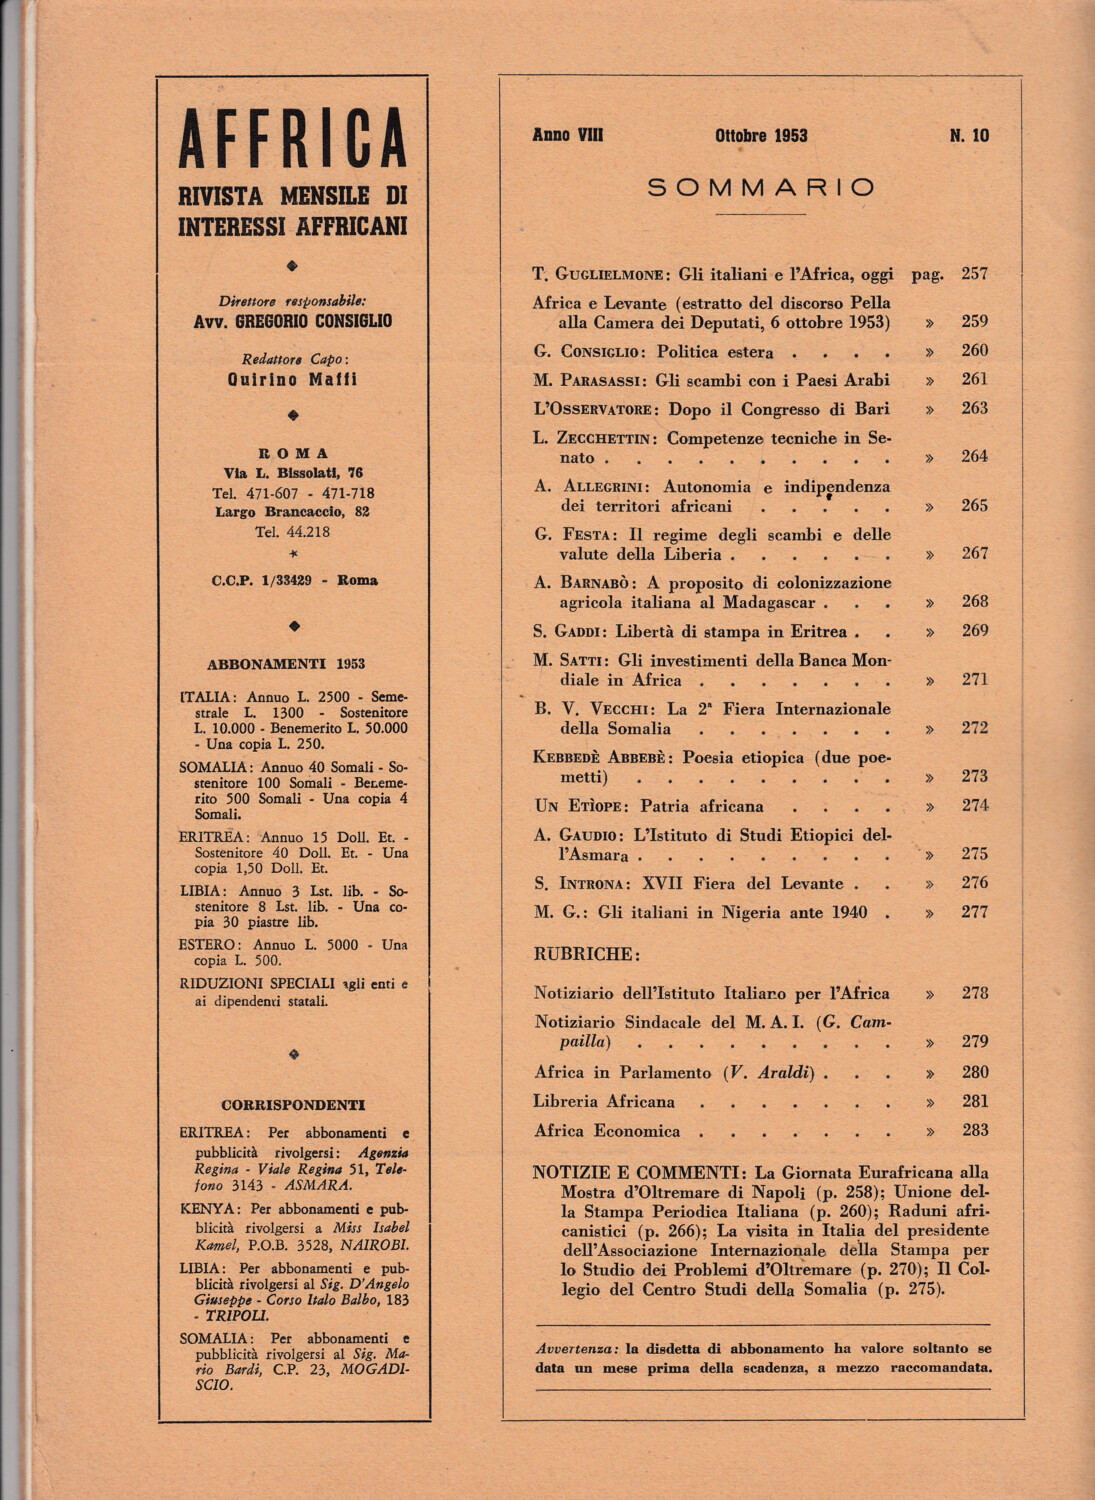 AFFRICA
RIVISTA MENSILE DI
INTERESSI AFFRICANI
Direttore responsabile:
Avv. GREGORIO CONSIGLIO
Redattore Capo:
Quirino Maffi
ROMA
Via L. Bissolati, 76
Tel. 471-607 - 471-718
Largo Brancaccio, 82
Tel. 44.218
*
C.C.P. 1/33429 - Roma
ABBONAMENTI 1953
ITALIA: Annuo L. 2500 - Seme-
strale L. 1300 - Sostenitore
L. 10.000 - Benemerito L. 50.000
- Una copia L. 250.
SOMALIA: Annuo 40 Somali - So-
stenitore 100 Somali - Beneme-
rito 500 Somali - Una copia 4
Somali.
ERITREA: Annuo 15 Doll. Et. -
Sostenitore 40 Doll. Et. - Una
copia 1,50 Doll. Et.
LIBIA: Annuo 3 Lst. lib. - So-
stenitore 8 Lst. lib. - Una co-
pia 30 piastre lib.
ESTERO: Annuo L. 5000 - Una
copia L. 500.
RIDUZIONI SPECIALI agli enti e
ai dipendenti statali.
CORRISPONDENTI
ERITREA: Per abbonamenti e
pubblicità rivolgersi: Agenzia
Regina - Viale Regina 51, Tele-
fono 3143 - ASMARA.
KENYA: Per abbonamenti e pub-
blicità rivolgersi a Miss Isabel
Kamel, P.O.B. 3528, NAIROBI.
LIBIA: Per abbonamenti e pub-
blicità rivolgersi al Sig. D'Angelo
Giuseppe - Corso Italo Balbo, 183
- TRIPOLI.
SOMALIA: Per abbonamenti e
pubblicità rivolgersi al Sig. Ma-
rio Bardi, C.P. 23, MOGADI-
SCIO.
Anno VIII Ottobre 1953 N. 10
SOMMARIO
T. GUGLIELMONE: Gli italiani e l'Africa, oggi pag. 257
Africa e Levante (estratto del discorso Pella
alla Camera dei Deputati, 6 ottobre 1953) » 259
G. CONSIGLIO: Politica estera . . . . » 260
M. PARASASSI: Gli scambi con i Paesi Arabi » 261
L'OSSERVATORE: Dopo il Congresso di Bari » 263
L. ZECCHETTIN: Competenze tecniche in Se-
nato . . . . . . . . . . » 264
A. ALLEGRINI: Autonomia e indipendenza
dei territori africani . . . . . » 265
G. FESTA: Il regime degli scambi e delle
valute della Liberia . . . . . . » 267
A. BARNABÒ: A proposito di colonizzazione
agricola italiana al Madagascar . . . » 268
S. GADDI: Libertà di stampa in Eritrea . . » 269
M. SATTI: Gli investimenti della Banca Mon-
diale in Africa . . . . . . . » 271
B. V. VECCHI: La 2ª Fiera Internazionale
della Somalia . . . . . . . » 272
KEBBEDÈ ABBEBÈ: Poesia etiopica (due poe-
metti) . . . . . . . . . » 273
UN ETÌOPE: Patria africana . . . . » 274
A. GAUDIO: L'Istituto di Studi Etiopici del-
l'Asmara . . . . . . . . . » 275
S. INTRONA: XVII Fiera del Levante . . » 276
M. G.: Gli italiani in Nigeria ante 1940 . » 277
RUBRICHE:
Notiziario dell'Istituto Italiano per l'Africa » 278
Notiziario Sindacale del M. A. I. (G. Cam-
pailla) . . . . . . . . . » 279
Africa in Parlamento (V. Araldi) . . . » 280
Libreria Africana . . . . . . . » 281
Africa Economica . . . . . . . » 283
NOTIZIE E COMMENTI: La Giornata Eurafricana alla
Mostra d'Oltremare di Napoli (p. 258); Unione del-
la Stampa Periodica Italiana (p. 260); Raduni afri-
canistici (p. 266); La visita in Italia del presidente
dell'Associazione Internazionale della Stampa per
lo Studio dei Problemi d'Oltremare (p. 270); Il Col-
legio del Centro Studi della Somalia (p. 275).
Avvertenza: la disdetta di abbonamento ha valore soltanto se
data un mese prima della scadenza, a mezzo raccomandata.